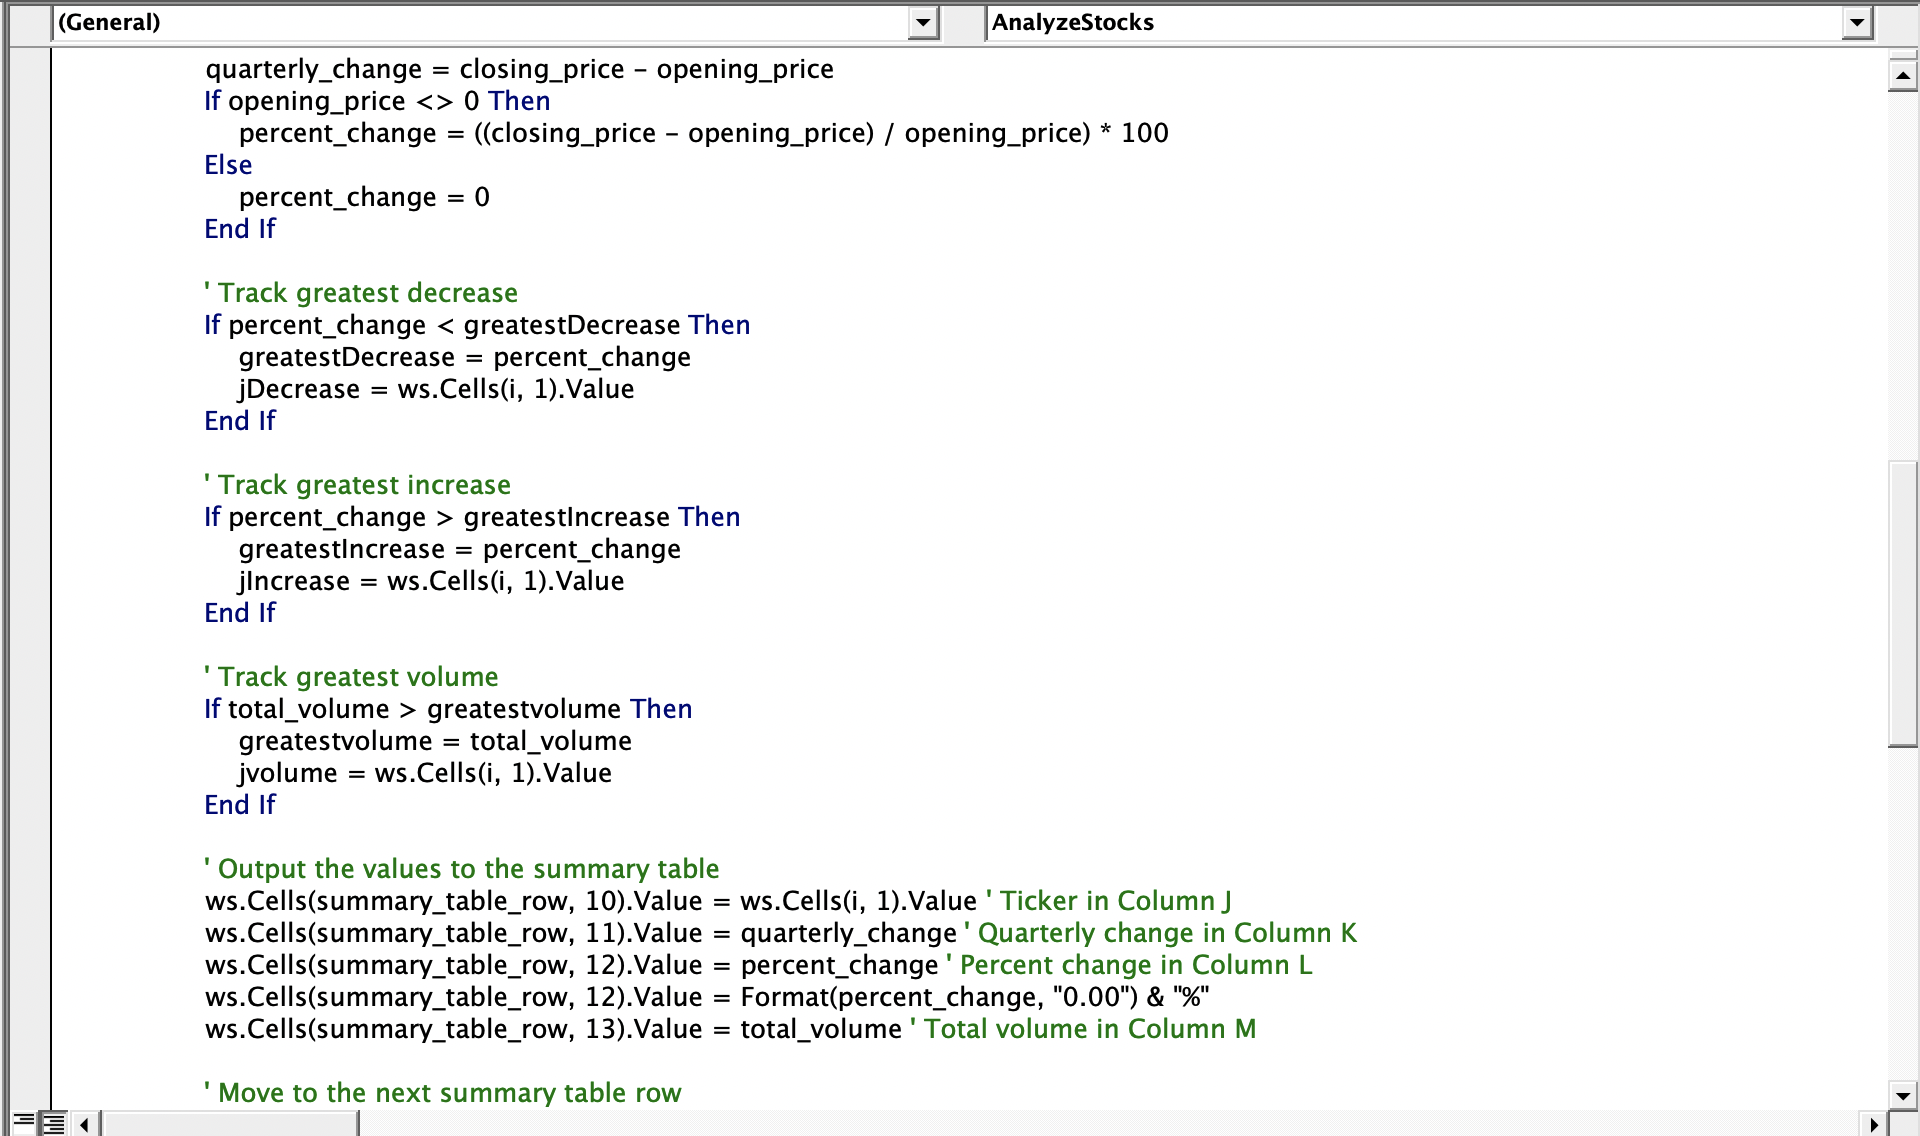 (General)
AnalyzeStocks
quarterly_change = closing_price - opening_price
If opening_price <> 0 Then
percent_change = ((closing_price - opening_price) / opening_price) * 100
Else
percent_change = 0
End If
' Track greatest decrease
If percent_change < greatestDecrease Then
greatestDecrease = percent_change
jDecrease = ws.Cells(i, 1).Value
End If
' Track greatest increase
If percent_change > greatestIncrease Then
greatestIncrease = percent_change
jIncrease = ws.Cells(i, 1).Value
End If
' Track greatest volume
If total_volume > greatestvolume Then
greatestvolume = total_volume
jvolume = ws.Cells(i, 1).Value
End If
' Output the values to the summary table
ws.Cells(summary_table_row, 10).Value = ws.Cells(i, 1).Value ' Ticker in Column J
ws.Cells(summary_table_row, 11).Value = quarterly_change ' Quarterly change in Column K
ws.Cells(summary_table_row, 12).Value = percent_change ' Percent change in Column L
ws.Cells(summary_table_row, 12).Value = Format(percent_change, "0.00") & "%"
ws.Cells(summary_table_row, 13).Value = total_volume ' Total volume in Column M
' Move to the next summary table row